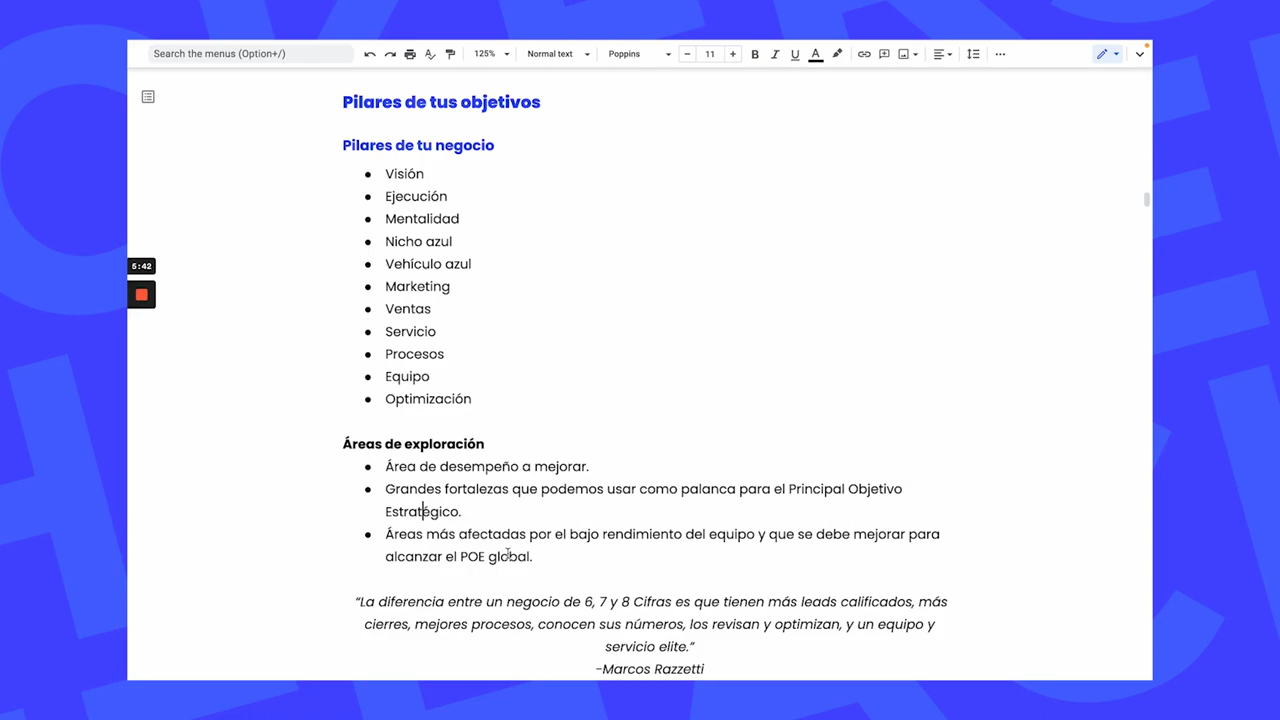 Search the menus (Option+/)
125%
Normal text
Poppins
− 11 +
B I U A
Pilares de tus objetivos
Pilares de tu negocio
● Visión
● Ejecución
● Mentalidad
● Nicho azul
5:42
● Vehículo azul
● Marketing
● Ventas
● Servicio
● Procesos
● Equipo
● Optimización
Áreas de exploración
● Área de desempeño a mejorar.
● Grandes fortalezas que podemos usar como palanca para el Principal Objetivo
Estratégico.
● Áreas más afectadas por el bajo rendimiento del equipo y que se debe mejorar para
alcanzar el POE global.
“La diferencia entre un negocio de 6, 7 y 8 Cifras es que tienen más leads calificados, más
cierres, mejores procesos, conocen sus números, los revisan y optimizan, y un equipo y
servicio elite.”
-Marcos Razzetti